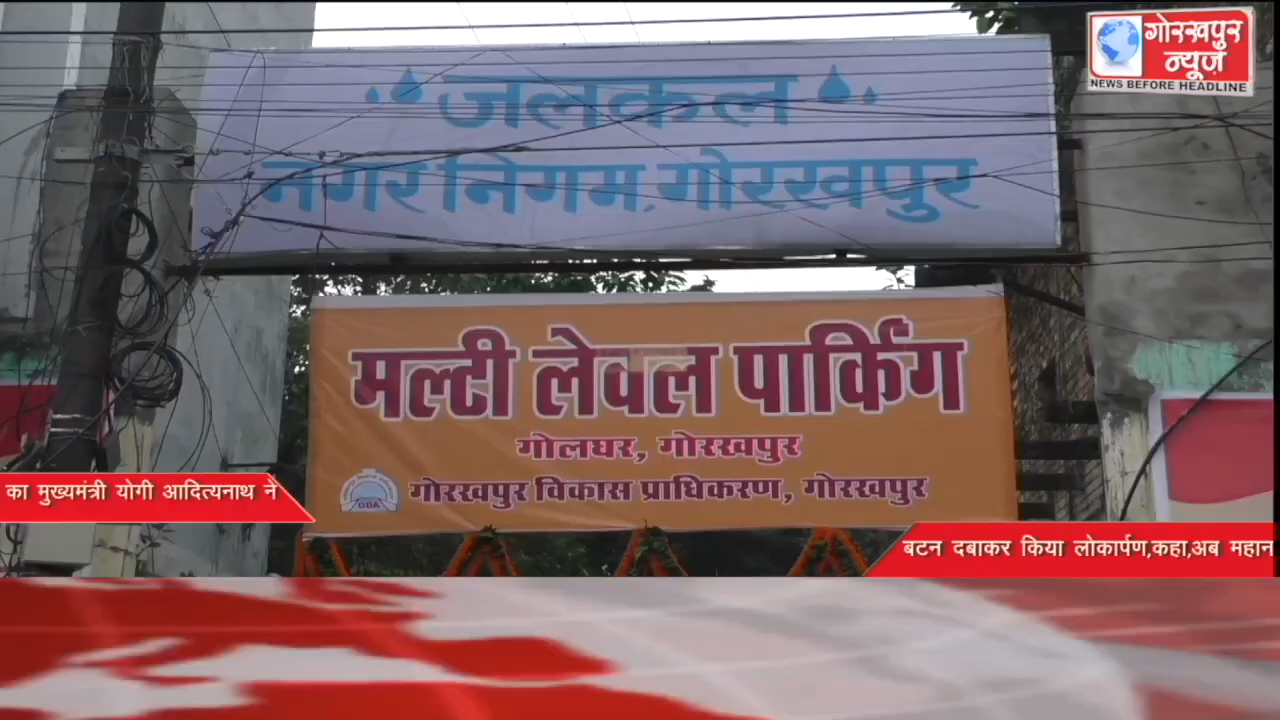 गोरखपुर
न्यूज़
NEWS BEFORE HEADLINE
जलकल
नगर निगम, गोरखपुर
मल्टी लेवल पार्किंग
गोलघर, गोरखपुर
GDA
गोरखपुर विकास प्राधिकरण, गोरखपुर
का मुख्यमंत्री योगी आदित्यनाथ ने
बटन दबाकर किया लोकार्पण,कहा,अब महान